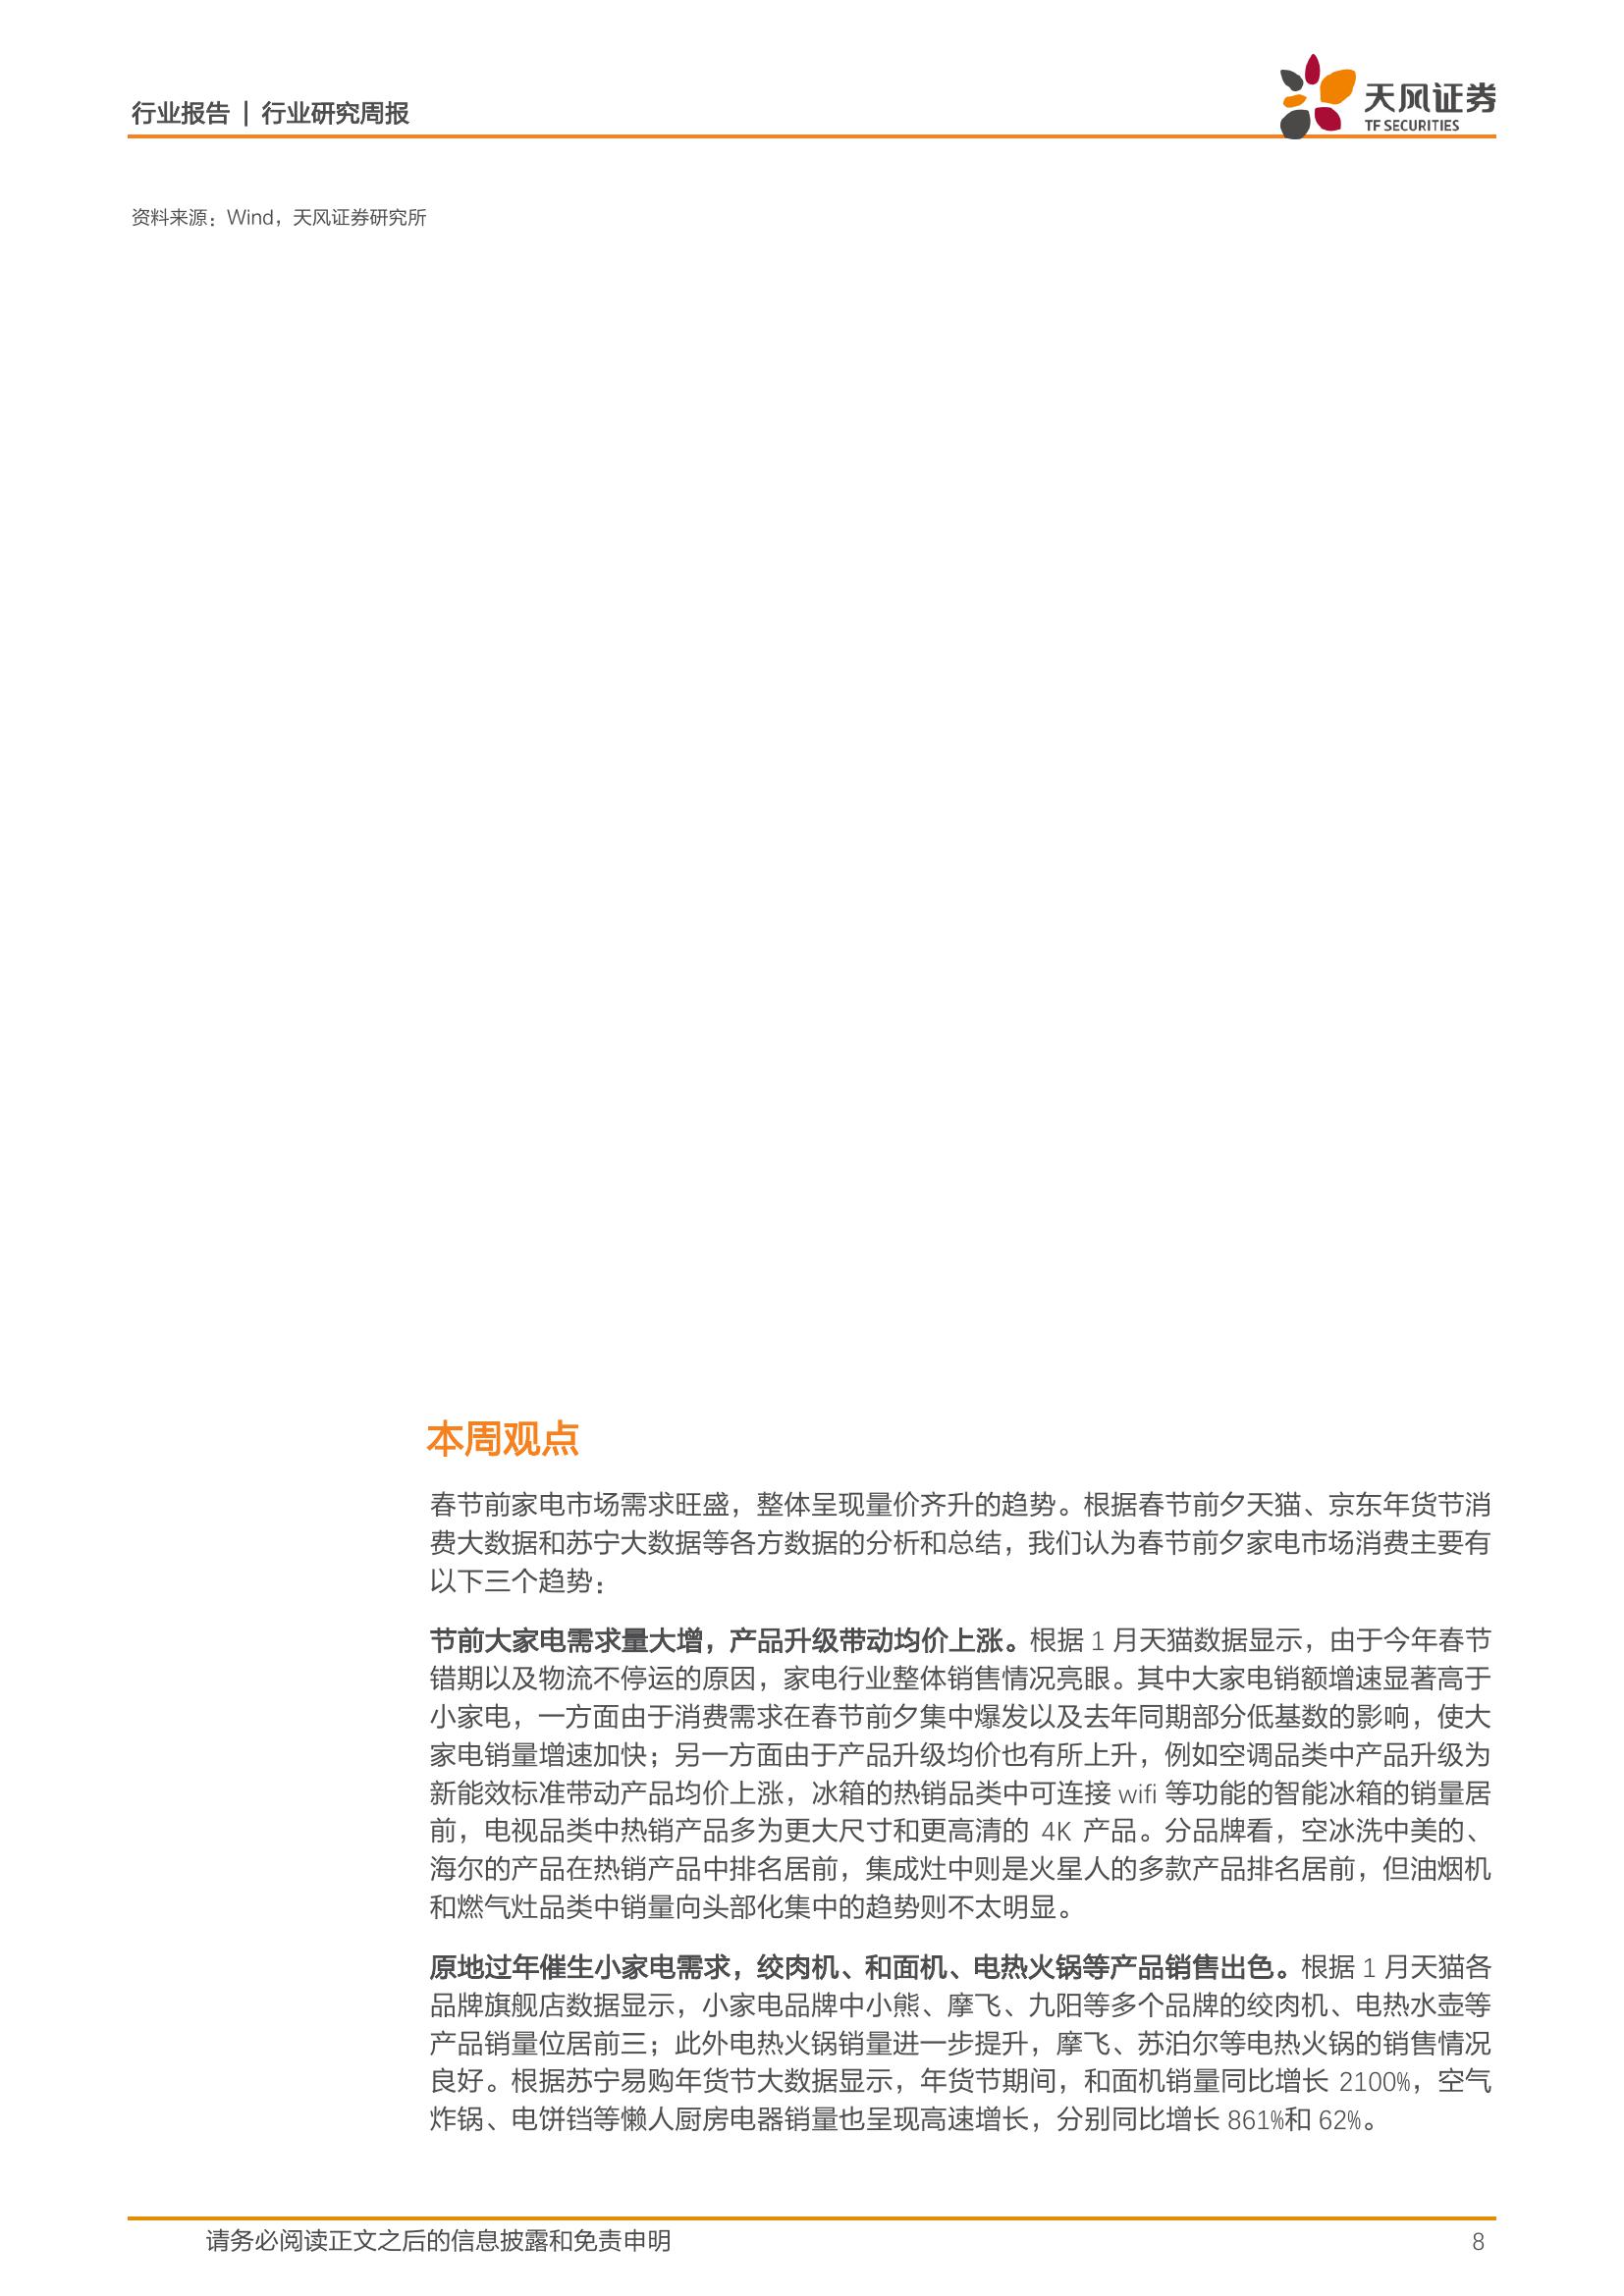 行业报告 | 行业研究周报
天风证券
TF SECURITIES
资料来源：Wind，天风证券研究所
本周观点
春节前家电市场需求旺盛，整体呈现量价齐升的趋势。根据春节前夕天猫、京东年货节消
费大数据和苏宁大数据等各方数据的分析和总结，我们认为春节前夕家电市场消费主要有
以下三个趋势：
节前大家电需求量大增，产品升级带动均价上涨。根据 1 月天猫数据显示，由于今年春节
错期以及物流不停运的原因，家电行业整体销售情况亮眼。其中大家电销额增速显著高于
小家电，一方面由于消费需求在春节前夕集中爆发以及去年同期部分低基数的影响，使大
家电销量增速加快；另一方面由于产品升级均价也有所上升，例如空调品类中产品升级为
新能效标准带动产品均价上涨，冰箱的热销品类中可连接 wifi 等功能的智能冰箱的销量居
前，电视品类中热销产品多为更大尺寸和更高清的 4K 产品。分品牌看，空冰洗中美的、
海尔的产品在热销产品中排名居前，集成灶中则是火星人的多款产品排名居前，但油烟机
和燃气灶品类中销量向头部化集中的趋势则不太明显。
原地过年催生小家电需求，绞肉机、和面机、电热火锅等产品销售出色。根据 1 月天猫各
品牌旗舰店数据显示，小家电品牌中小熊、摩飞、九阳等多个品牌的绞肉机、电热水壶等
产品销量位居前三；此外电热火锅销量进一步提升，摩飞、苏泊尔等电热火锅的销售情况
良好。根据苏宁易购年货节大数据显示，年货节期间，和面机销量同比增长 2100%，空气
炸锅、电饼铛等懒人厨房电器销量也呈现高速增长，分别同比增长 861%和 62%。
请务必阅读正文之后的信息披露和免责申明
8